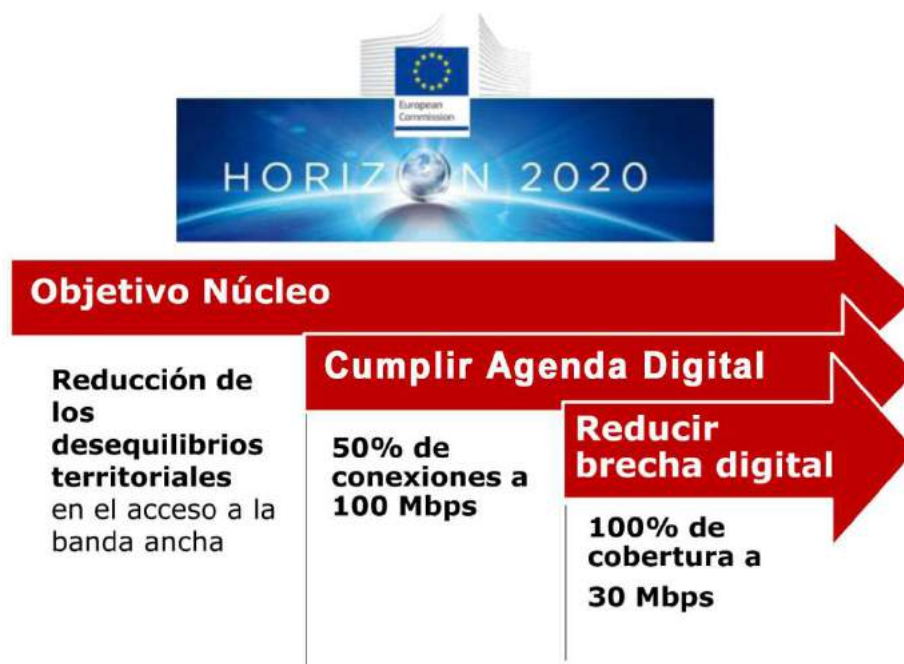 European
Commission
HORIZON 2020
Objetivo Núcleo
Cumplir Agenda Digital
Reducir
brecha digital
Reducción de
los
desequilibrios
territoriales
en el acceso a la
banda ancha
50% de
conexiones a
100 Mbps
100% de
cobertura a
30 Mbps